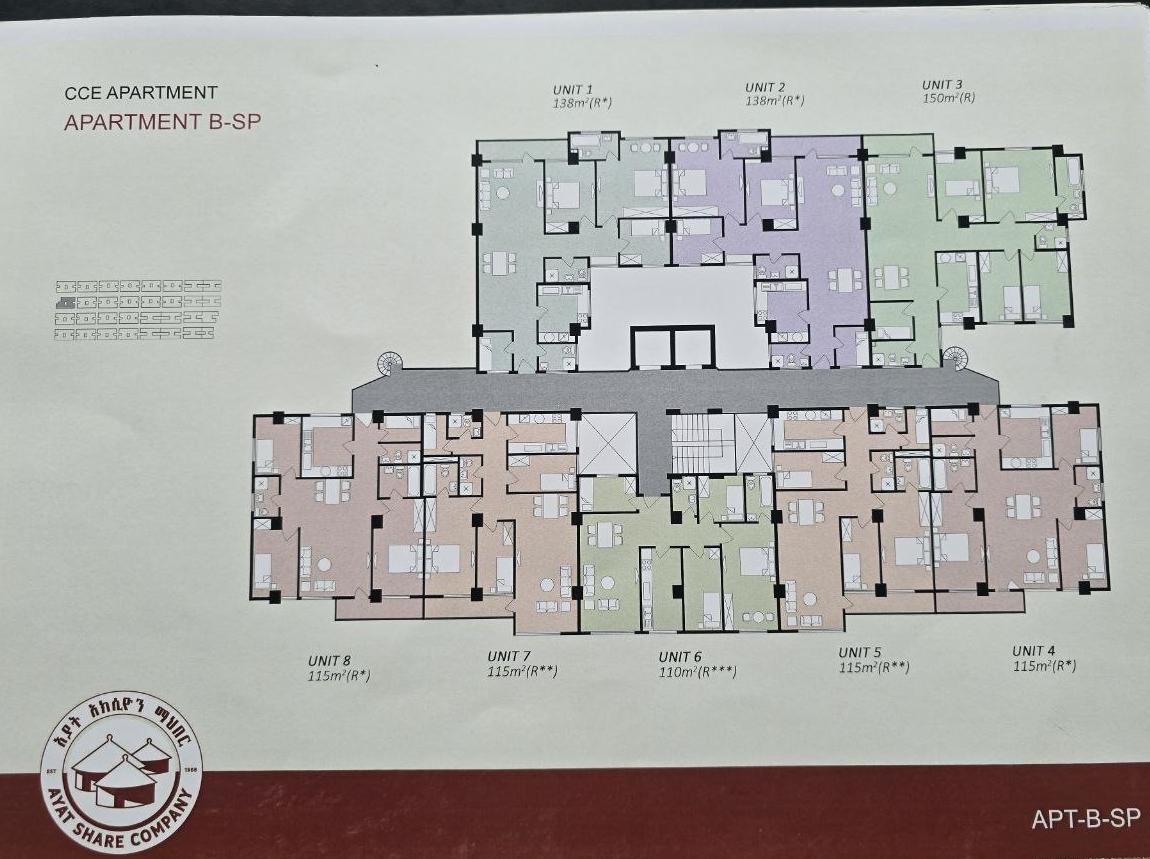 CCE APARTMENT
APARTMENT B-SP
UNIT 1
138m²(R*)
UNIT 2
138m²(R*)
UNIT 3
150m²(R)
UNIT 8
115m²(R*)
UNIT 7
115m²(R**)
UNIT 6
110m²(R***)
UNIT 5
115m²(R**)
UNIT 4
115m²(R*)
አያት አክሲዮን ማህበር
EST
AYAT SHARE COMPANY
APT-B-SP